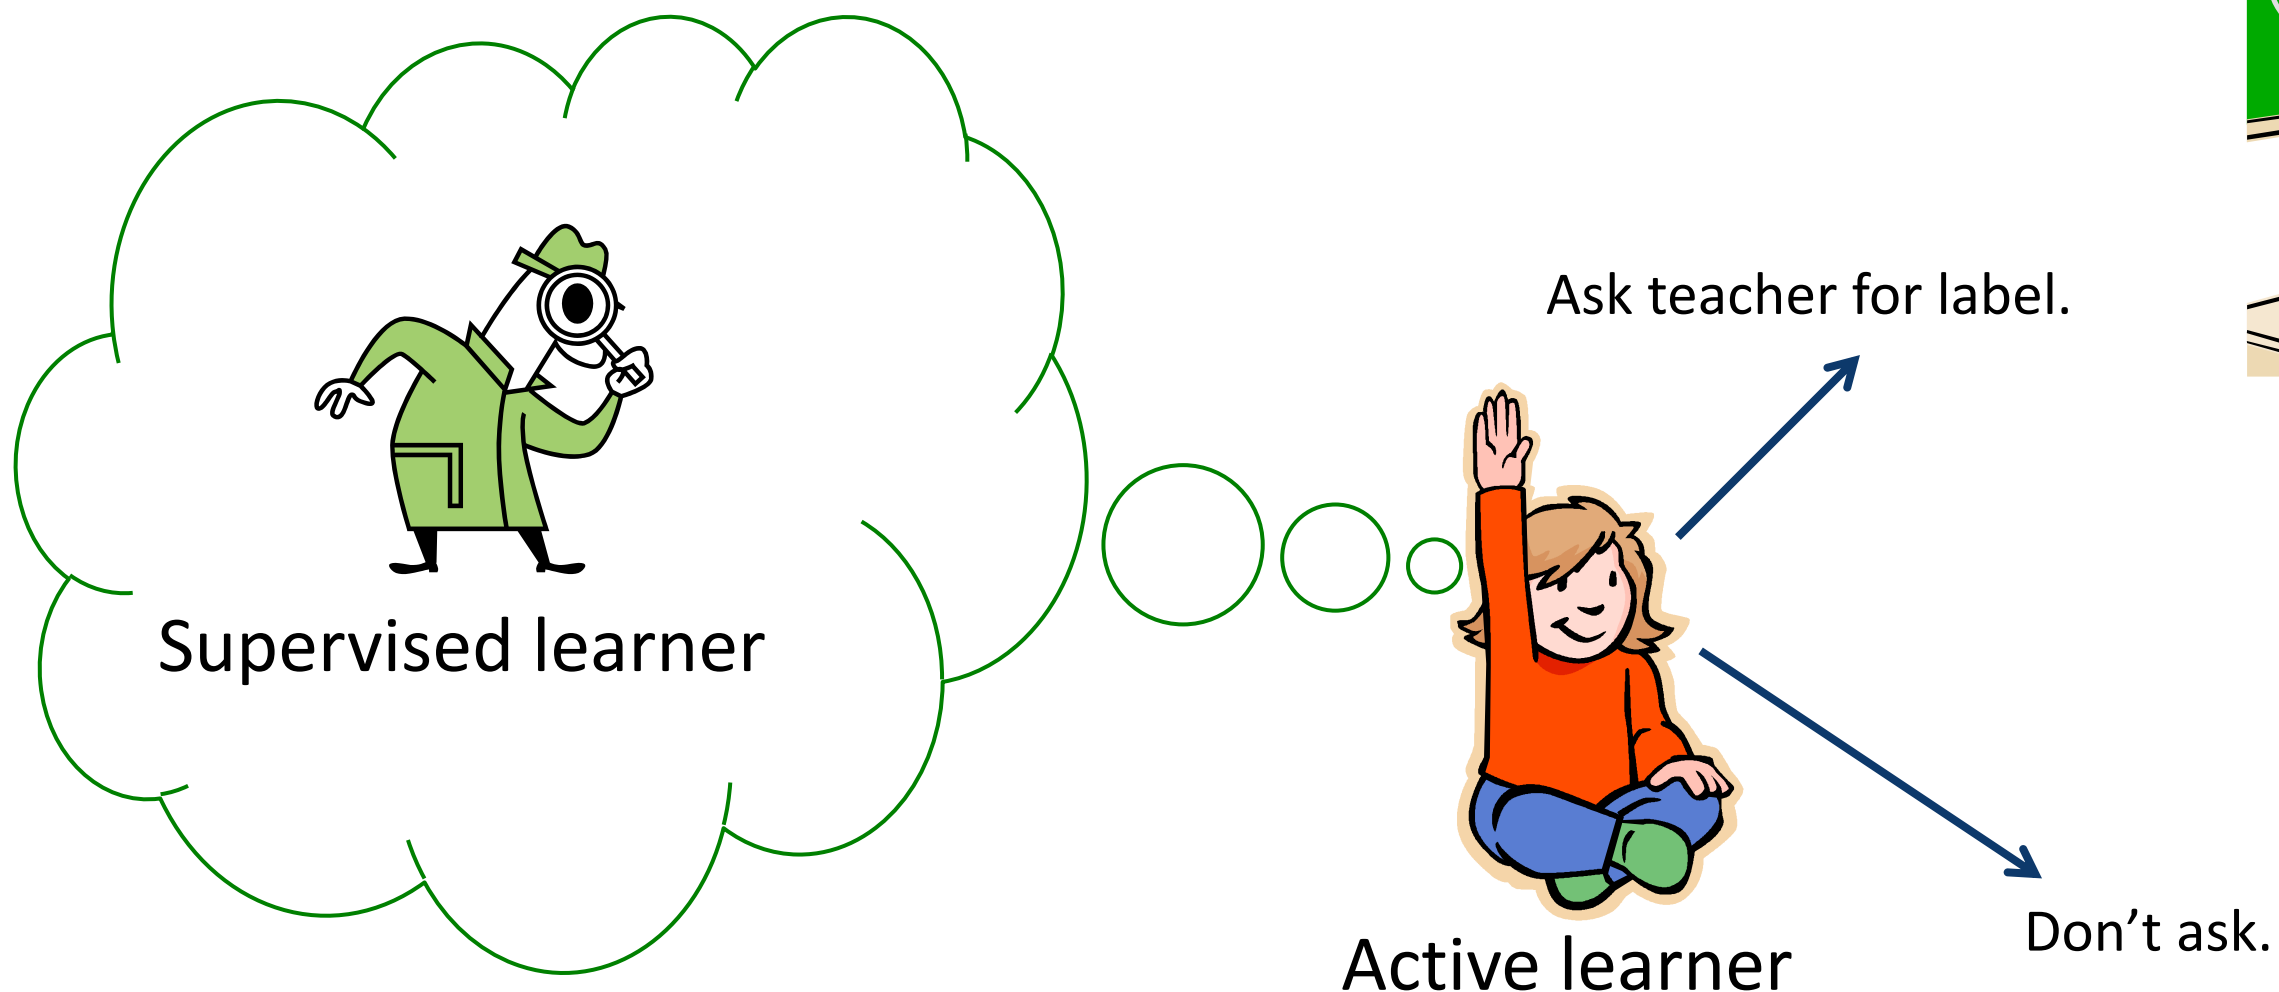 Ask teacher for label.
Supervised learner
Don’t ask.
Active learner